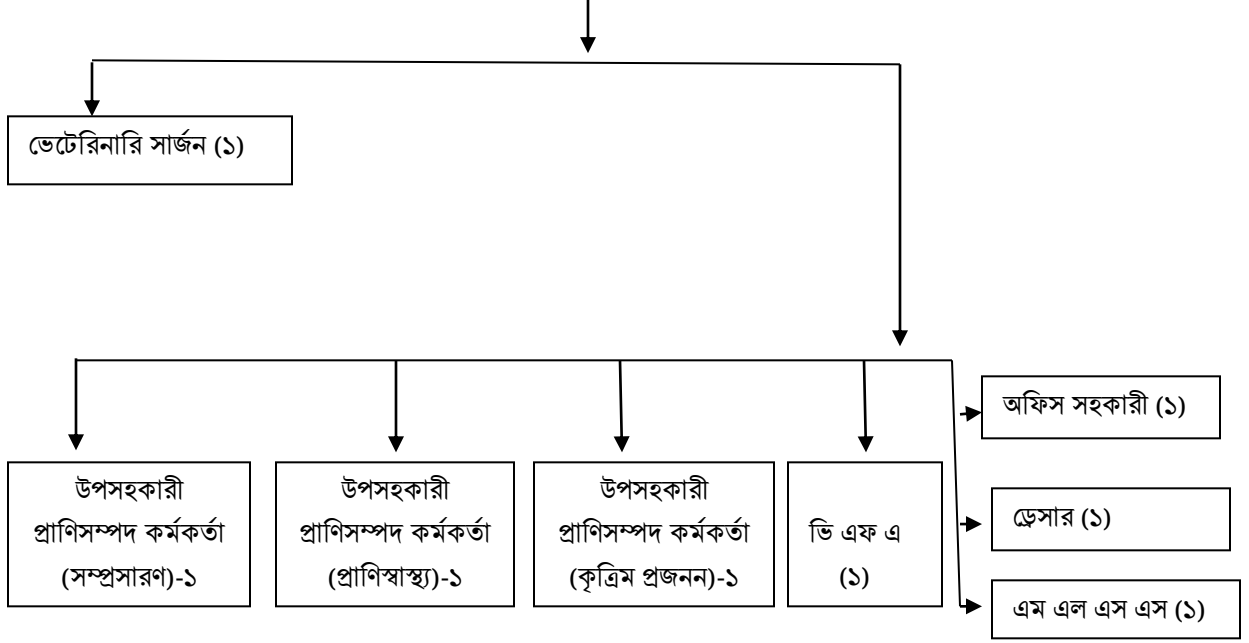 ভেটেরিনারি সার্জন (১)
অফিস সহকারী (১)
উপসহকারী
প্রাণিসম্পদ কর্মকর্তা
(সম্প্রসারণ)-১
উপসহকারী
প্রাণিসম্পদ কর্মকর্তা
(প্রাণিস্বাস্থ্য)-১
উপসহকারী
প্রাণিসম্পদ কর্মকর্তা
(কৃত্রিম প্রজনন)-১
ভি এফ এ
(১)
ড্রেসার (১)
এম এল এস এস (১)